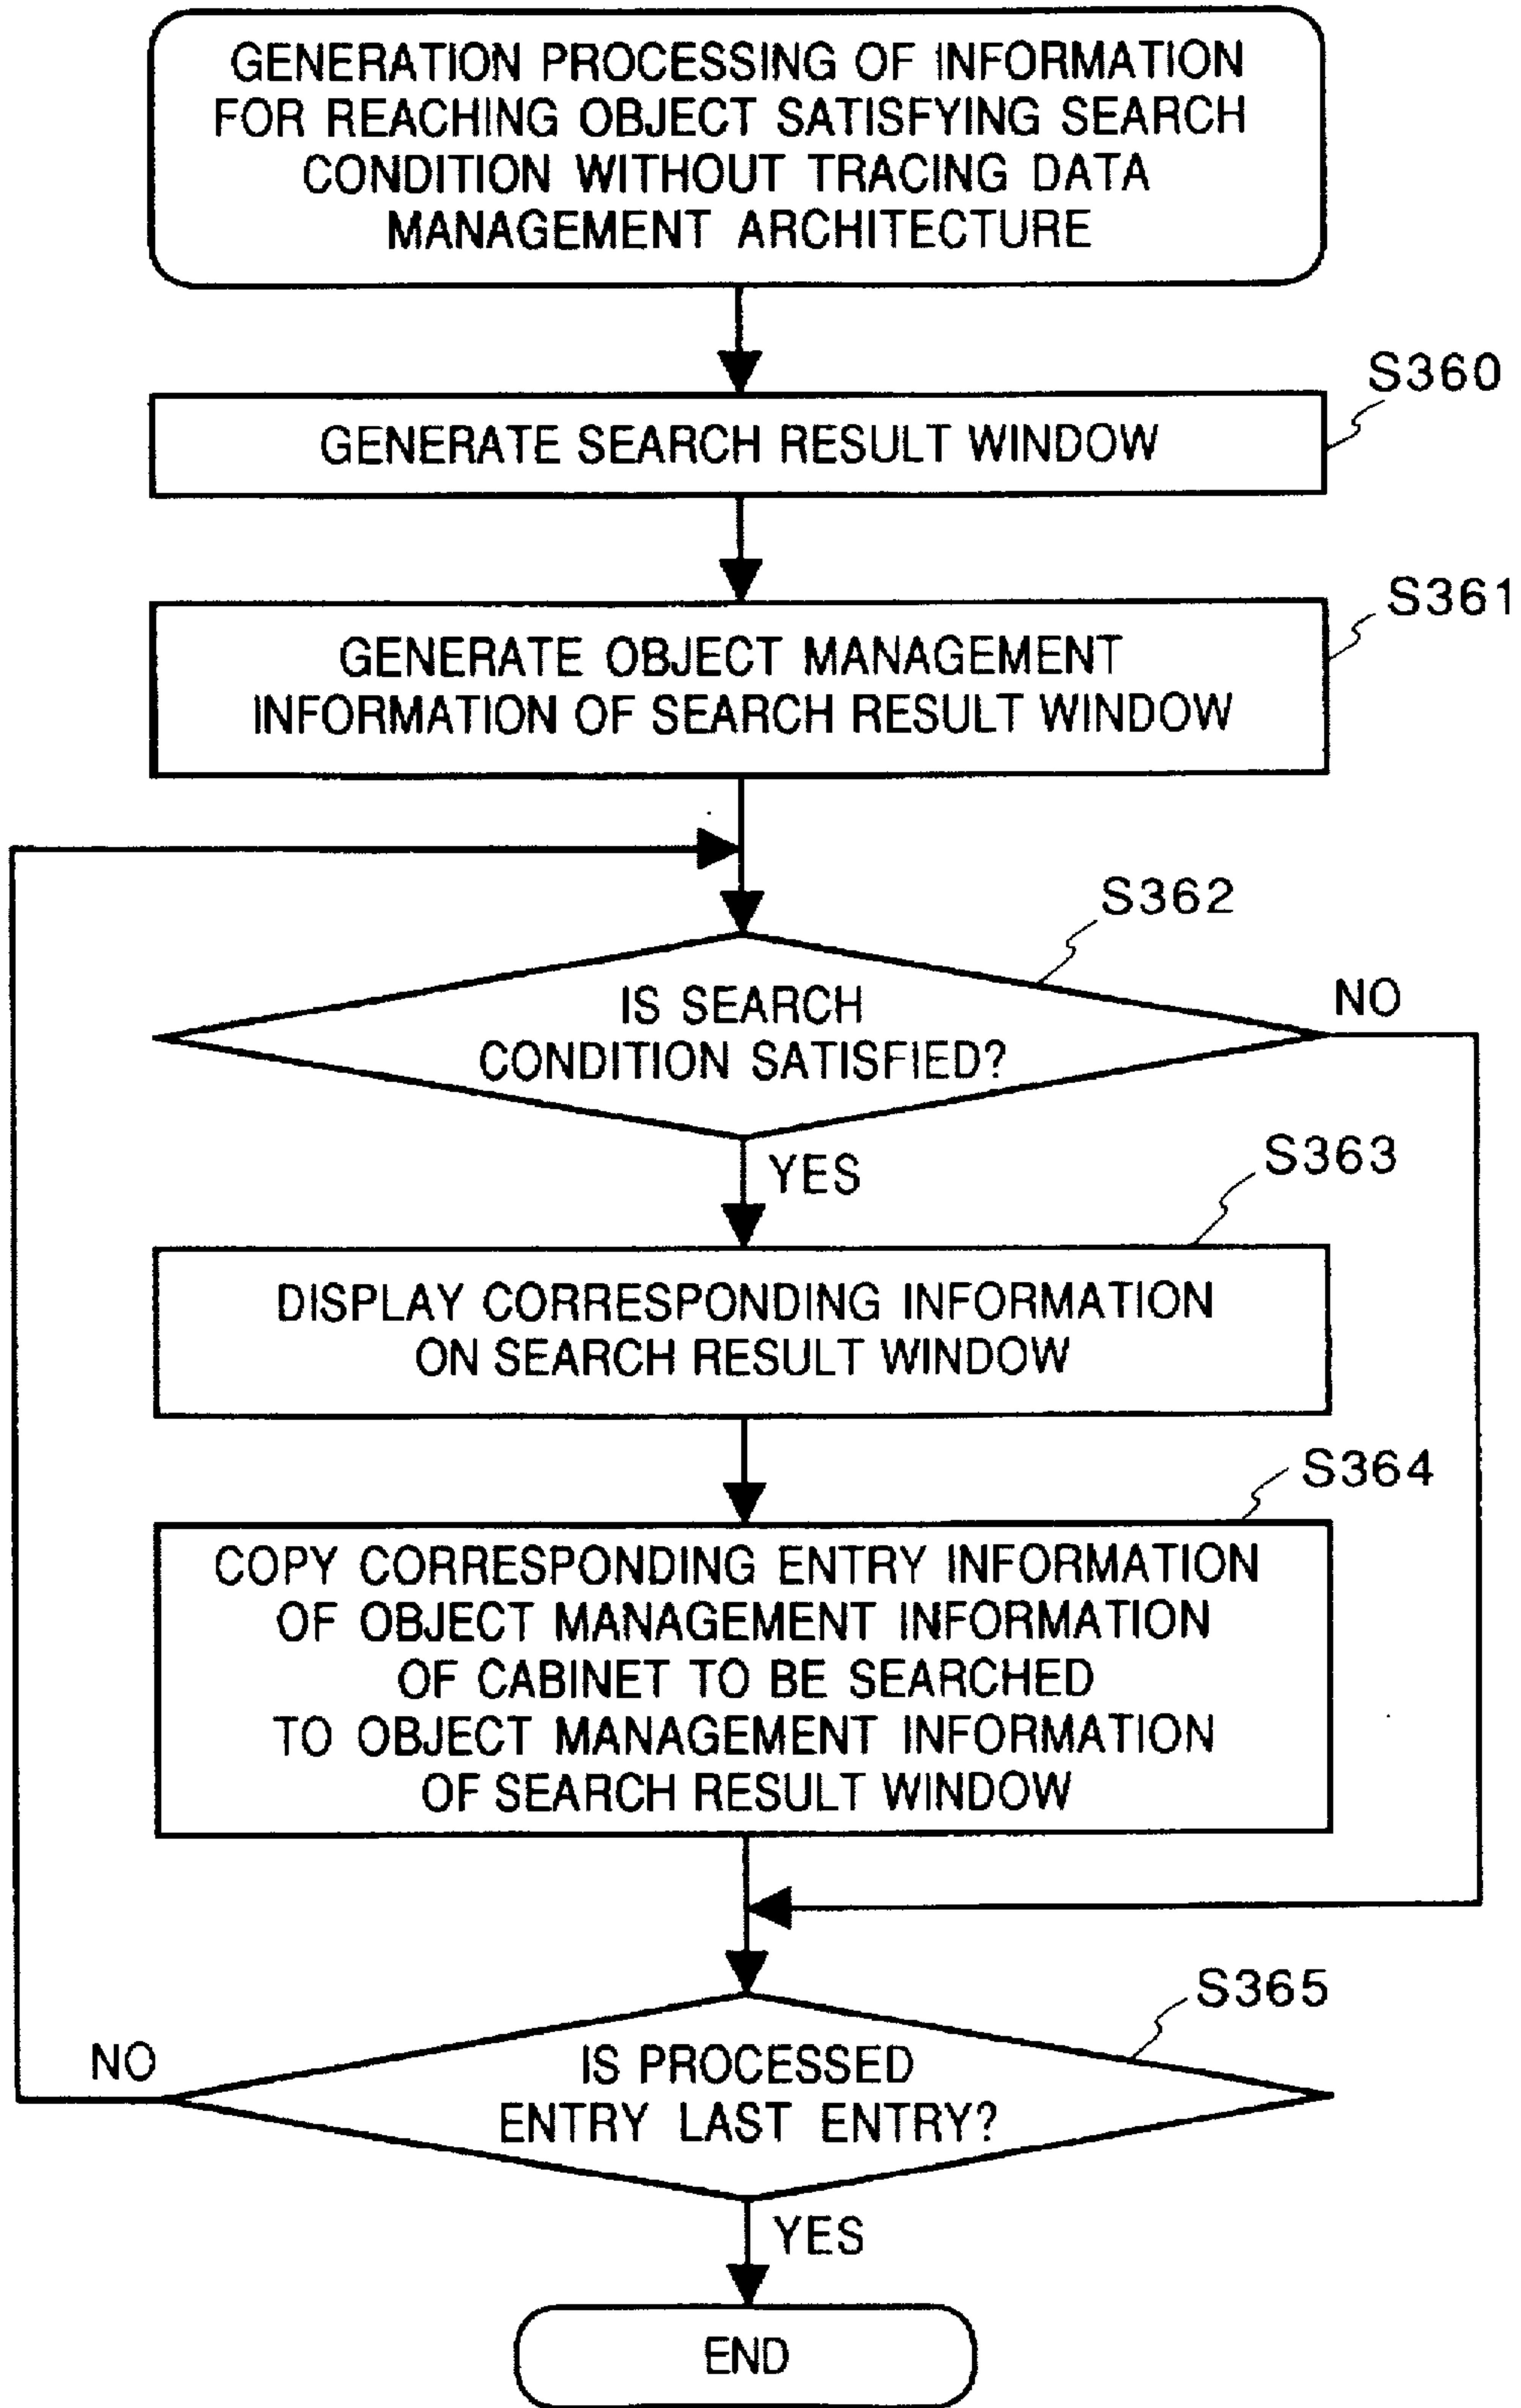 GENERATION PROCESSING OF INFORMATION
FOR REACHING OBJECT SATISFYING SEARCH
CONDITION WITHOUT TRACING DATA
MANAGEMENT ARCHITECTURE
S360
GENERATE SEARCH RESULT WINDOW
S361
GENERATE OBJECT MANAGEMENT
INFORMATION OF SEARCH RESULT WINDOW
S362
IS SEARCH
CONDITION SATISFIED?
NO
YES
S363
DISPLAY CORRESPONDING INFORMATION
ON SEARCH RESULT WINDOW
S364
COPY CORRESPONDING ENTRY INFORMATION
OF OBJECT MANAGEMENT INFORMATION
OF CABINET TO BE SEARCHED
TO OBJECT MANAGEMENT INFORMATION
OF SEARCH RESULT WINDOW
S365
NO
IS PROCESSED
ENTRY LAST ENTRY?
YES
END